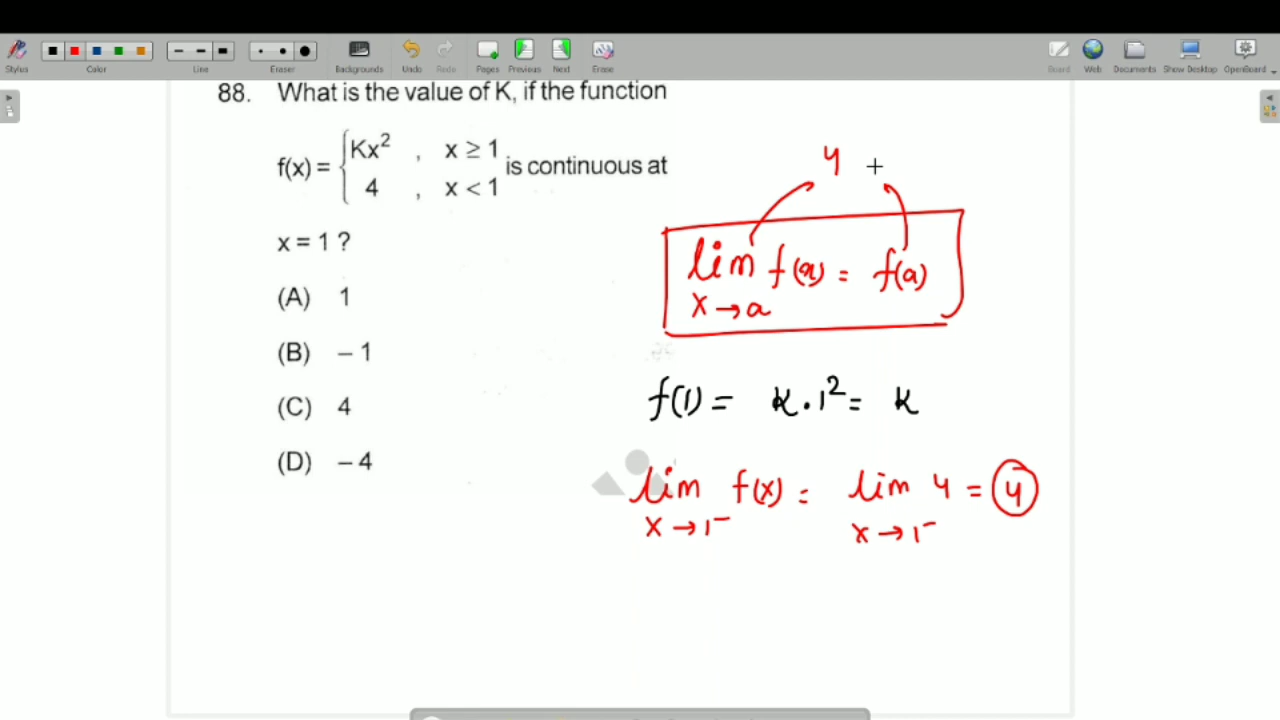 Stylus Color Line Eraser Backgrounds Undo Redo Pages Previous Next Erase Board Web Documents Show Desktop OpenBoard
88. What is the value of K, if the function
f(x) = { Kx² , x ≥ 1
4 , x < 1
is continuous at
x = 1 ?
(A) 1
(B) – 1
(C) 4
(D) – 4
4
lim f(x) = f(a)
x → a
f(1) = k · 1² = k
lim f(x) = lim 4 = 4
x → 1⁻ x → 1⁻